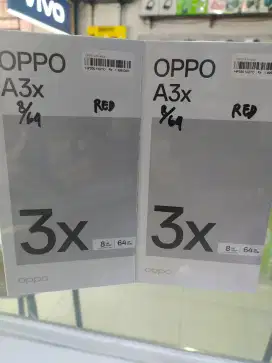 vivo
OPPO
A3x
8/64
RED
3x
8 64
oppo
OPPO
A3x
8/64
RED
3x
8 64
oppo